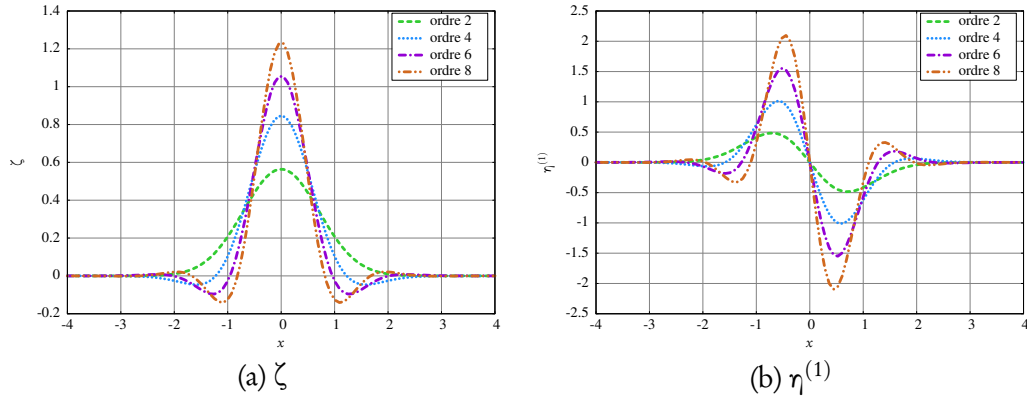 1.4
1.2
1
0.8
0.6
0.4
0.2
0
-0.2
ζ
-4 -3 -2 -1 0 1 2 3 4
x
ordre 2
ordre 4
ordre 6
ordre 8
(a) ζ
2.5
2
1.5
1
0.5
0
-0.5
-1
-1.5
-2
-2.5
η(1)
-4 -3 -2 -1 0 1 2 3 4
x
ordre 2
ordre 4
ordre 6
ordre 8
(b) η(1)